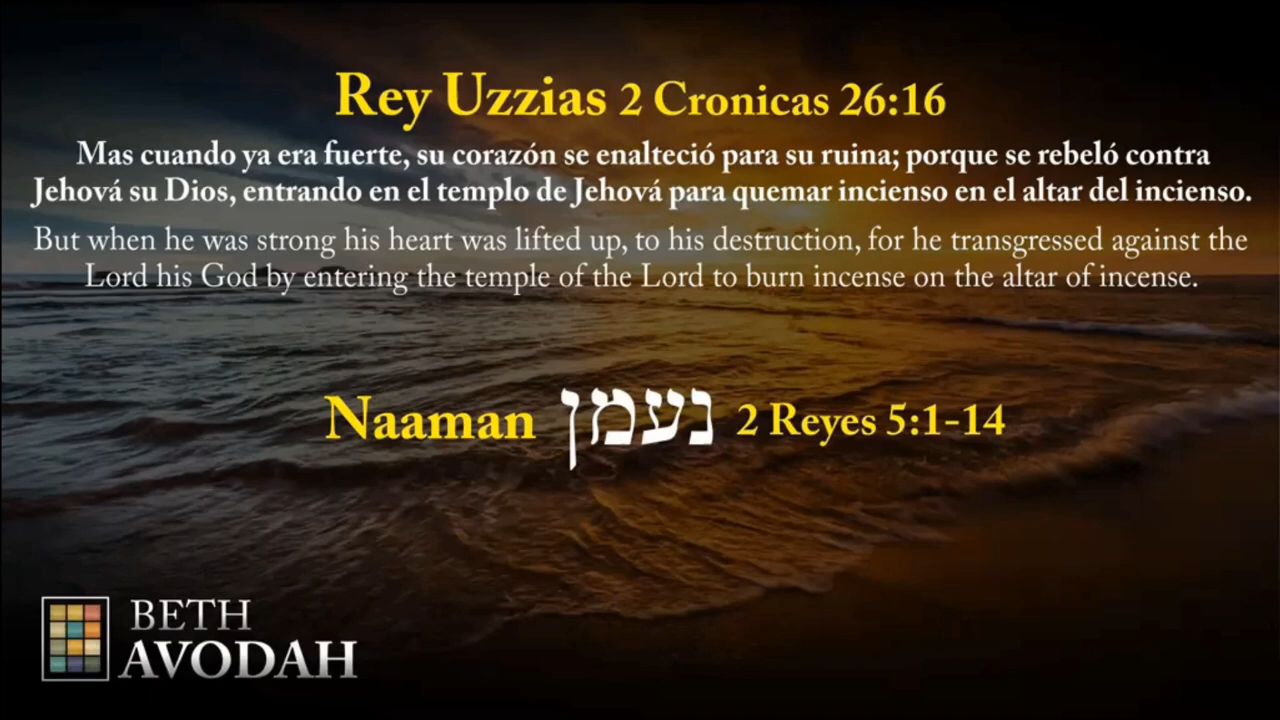 Rey Uzzias 2 Cronicas 26:16
Mas cuando ya era fuerte, su corazón se enalteció para su ruina; porque se rebeló contra
Jehová su Dios, entrando en el templo de Jehová para quemar incienso en el altar del incienso.
But when he was strong his heart was lifted up, to his destruction, for he transgressed against the
Lord his God by entering the temple of the Lord to burn incense on the altar of incense.
Naaman נעמן 2 Reyes 5:1-14
BETH
AVODAH